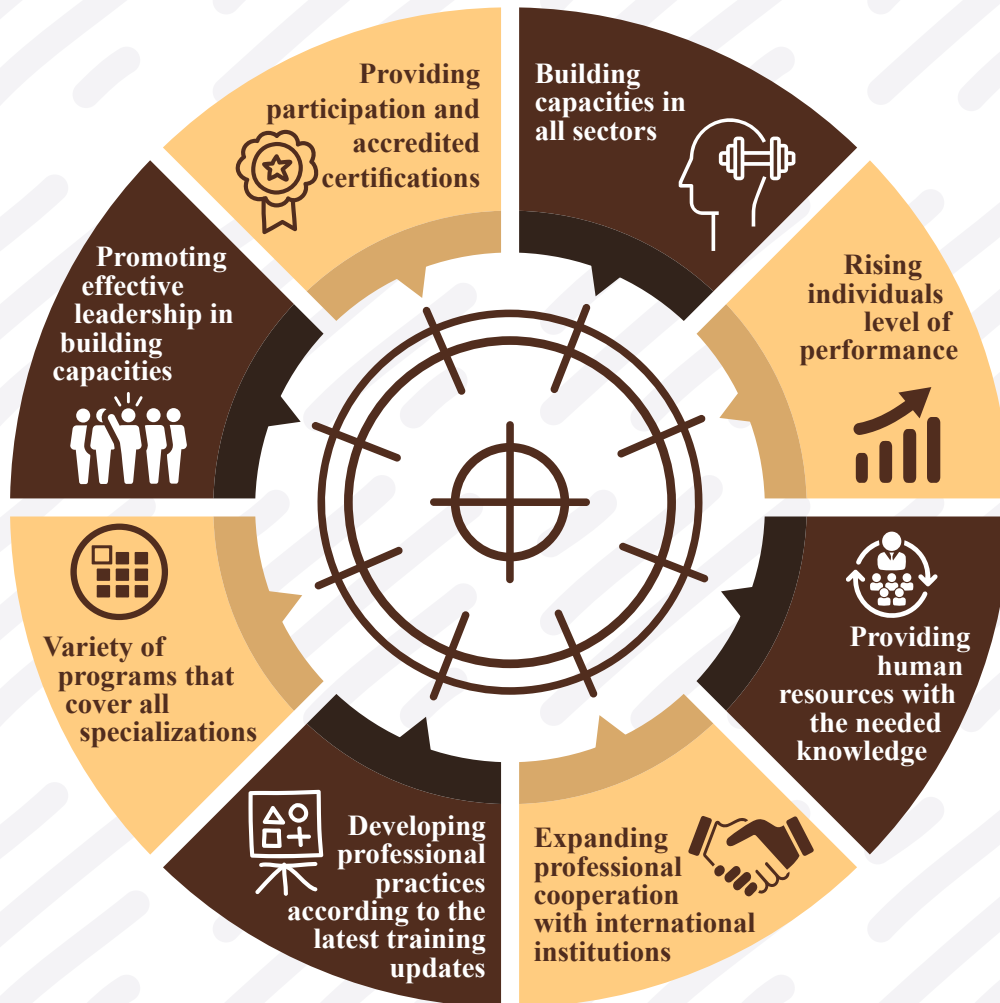 Building
capacities in
all sectors
Rising
individuals
level of
performance
Providing
human
resources with
the needed
knowledge
Expanding
professional
cooperation
with international
institutions
Developing
professional
practices
according to the
latest training
updates
Variety of
programs that
cover all
specializations
Promoting
effective
leadership in
building
capacities
Providing
participation and
accredited
certifications